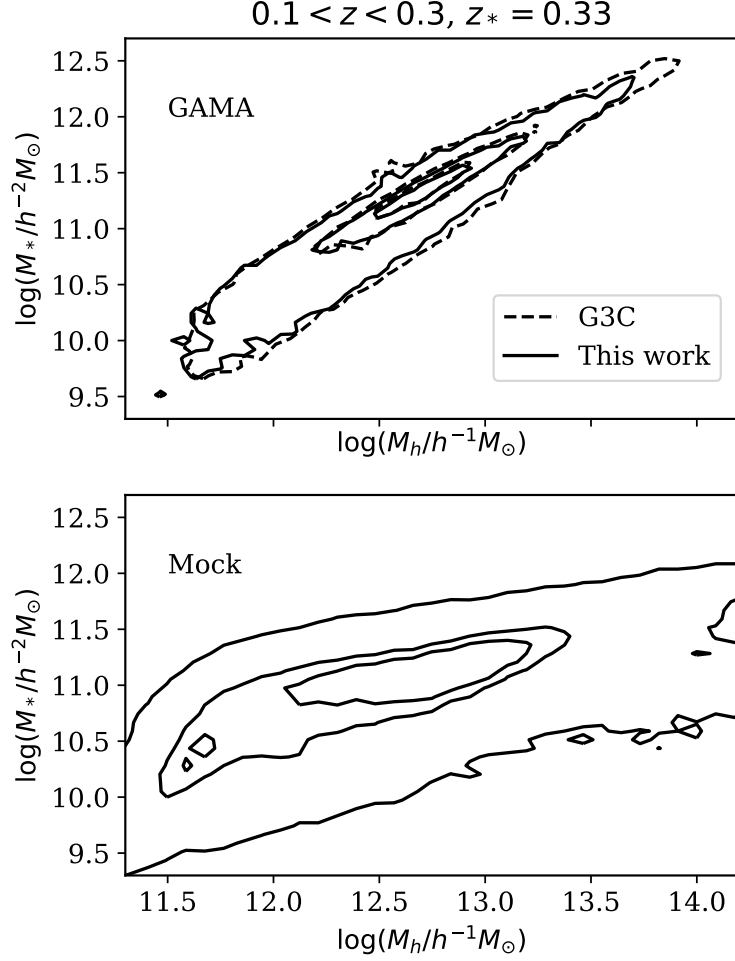 0.1 < z < 0.3, z* = 0.33
12.5
12.0
11.5
11.0
10.5
10.0
9.5
log(M*/h⁻²M⊙)
GAMA
G3C
This work
log(Mₕ/h⁻¹M⊙)
12.5
12.0
11.5
11.0
10.5
10.0
9.5
log(M*/h⁻²M⊙)
Mock
11.5 12.0 12.5 13.0 13.5 14.0
log(Mₕ/h⁻¹M⊙)